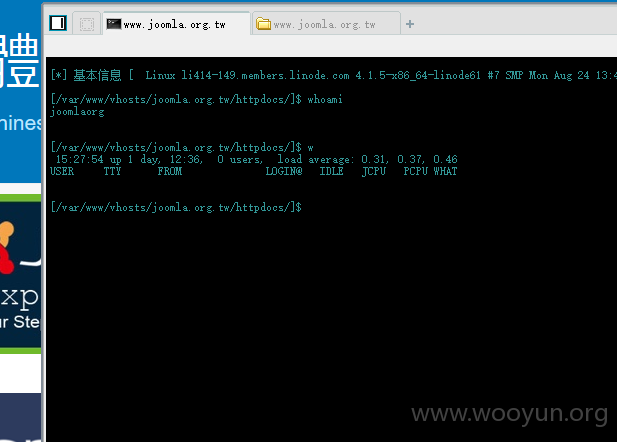 體
hines
xp
ur Step
www.joomla.org.tw
www.joomla.org.tw
[*] 基本信息 [ Linux li414-149.members.linode.com 4.1.5-x86_64-linode61 #7 SMP Mon Aug 24 13:4
[/var/www/vhosts/joomla.org.tw/httpdocs/]$ whoami
joomlaorg
[/var/www/vhosts/joomla.org.tw/httpdocs/]$ w
15:27:54 up 1 day, 12:36, 0 users, load average: 0.31, 0.37, 0.46
USER TTY FROM LOGIN@ IDLE JCPU PCPU WHAT
[/var/www/vhosts/joomla.org.tw/httpdocs/]$
www.wooyun.org